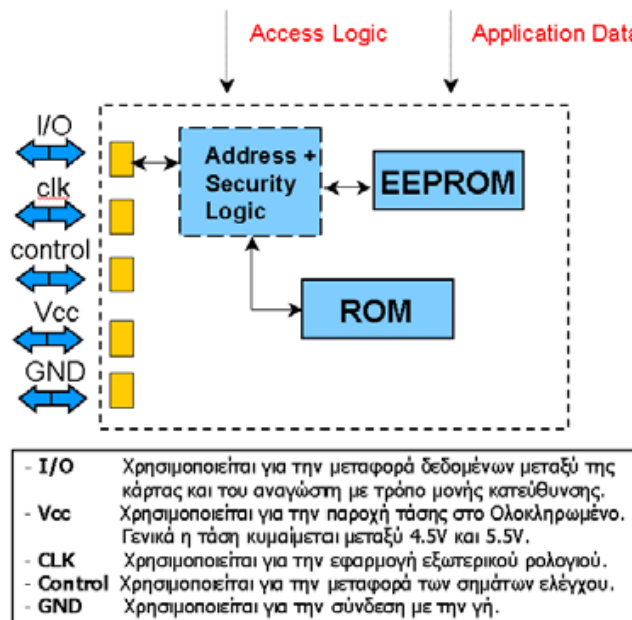 Access Logic
Application Data
I/O
clk
control
Vcc
GND
Address +
Security
Logic
EEPROM
ROM
- I/O Χρησιμοποιείται για την μεταφορά δεδομένων μεταξύ της
κάρτας και του αναγώστη με τρόπο μονής κατεύθυνσης.
- Vcc Χρησιμοποιείται για την παροχή τάσης στο Ολοκληρωμένο.
Γενικά η τάση κυμαίμεται μεταξύ 4.5V και 5.5V.
- CLK Χρησιμοποιείται για την εφαρμογή εξωτερικού ρολογιού.
- Control Χρησιμοποιείται για την μεταφορά των σημάτων ελέγχου.
- GND Χρησιμοποιείται για την σύνδεση με την γή.